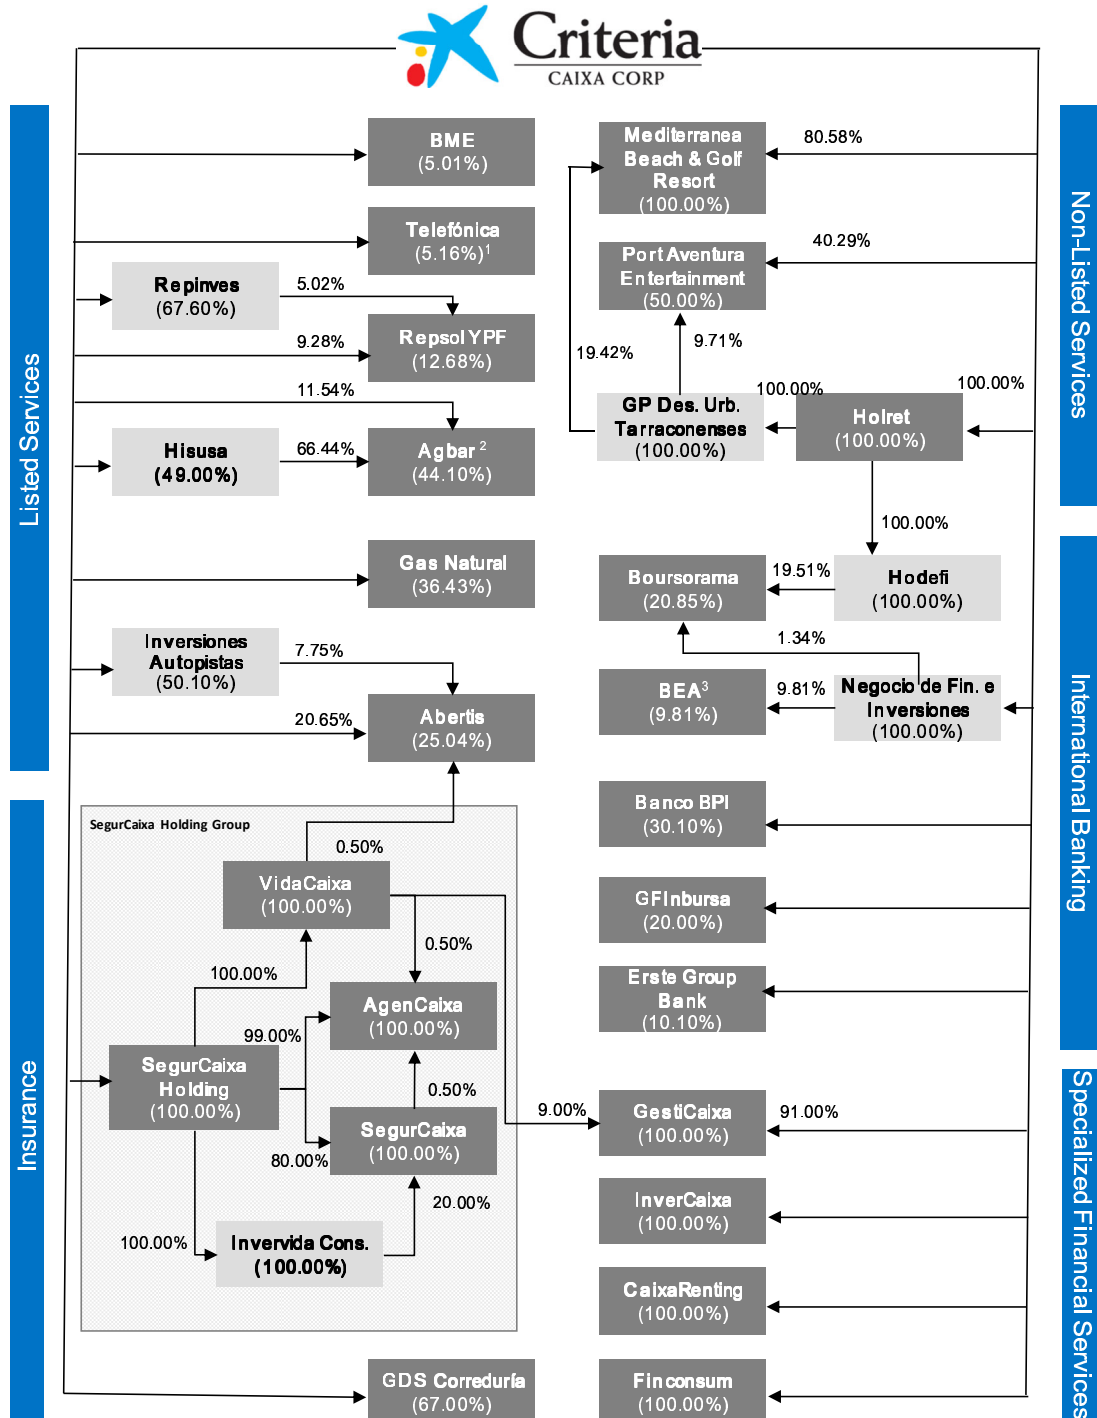 Criteria
CAIXA CORP
Listed Services
BME
(5.01%)
Telefónica
(5.16%)1
Repinves
(67.60%)
5.02%
9.28%
Repsol YPF
(12.68%)
11.54%
Hisusa
(49.00%)
66.44%
Agbar 2
(44.10%)
Gas Natural
(36.43%)
Inversiones
Autopistas
(50.10%)
7.75%
20.65%
Abertis
(25.04%)
Insurance
SegurCaixa Holding Group
0.50%
VidaCaixa
(100.00%)
0.50%
100.00%
AgenCaixa
(100.00%)
99.00%
SegurCaixa
Holding
(100.00%)
0.50%
SegurCaixa
(100.00%)
80.00%
20.00%
100.00%
Invervida Cons.
(100.00%)
9.00%
GDS Correduría
(67.00%)
Non-Listed Services
Mediterranea
Beach & Golf
Resort
(100.00%)
80.58%
Port Aventura
Entertainment
(50.00%)
40.29%
19.42%
9.71%
GP Des. Urb.
Tarraconenses
(100.00%)
100.00%
Holret
(100.00%)
100.00%
100.00%
International Banking
Boursorama
(20.85%)
19.51%
Hodefi
(100.00%)
1.34%
BEA3
(9.81%)
9.81%
Negocio de Fin. e
Inversiones
(100.00%)
Banco BPI
(30.10%)
GFInbursa
(20.00%)
Erste Group
Bank
(10.10%)
Specialized Financial Services
GestiCaixa
(100.00%)
91.00%
InverCaixa
(100.00%)
CaixaRenting
(100.00%)
Finconsum
(100.00%)